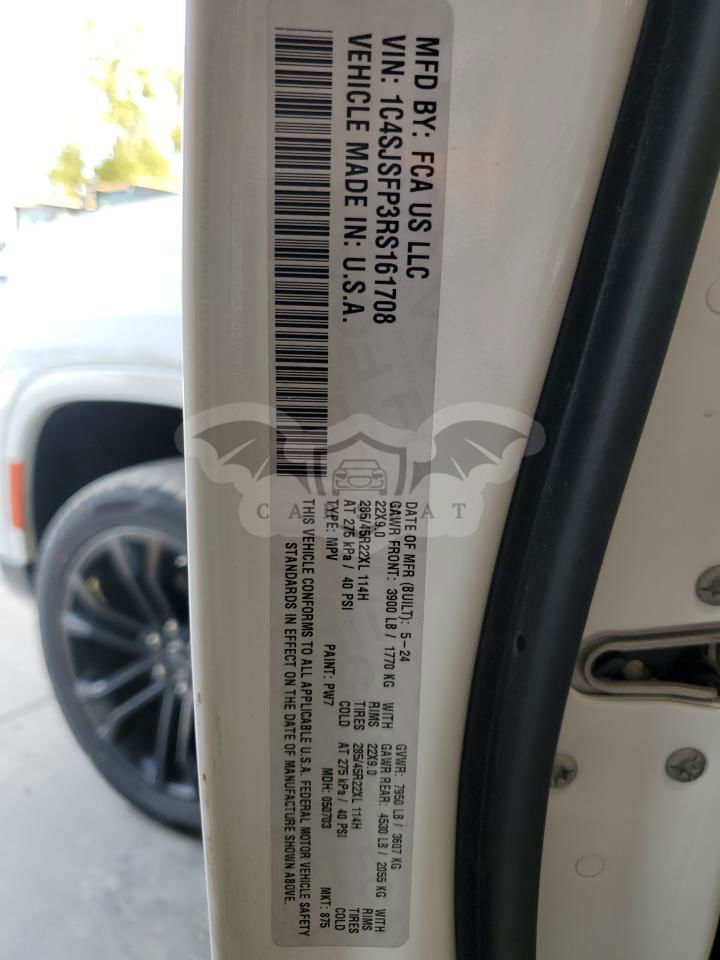 MFD BY: FCA US LLC
VIN: 1C4SJSFP3RS161708
VEHICLE MADE IN: U.S.A.
DATE OF MFR (BUILT): 5-24 GVWR: 7950 LB / 3607 KG
GAWR FRONT: 3900 LB / 1770 KG WITH GAWR REAR: 4530 LB / 2055 KG WITH
22X9.0 RIMS 22X9.0 RIMS
285/45R22XL 114H TIRES 285/45R22XL 114H TIRES
AT 275 kPa / 40 PSI COLD AT 275 kPa / 40 PSI COLD
TYPE: MPV PAINT: PW7 MDH: 050703 MKT: 875
THIS VEHICLE CONFORMS TO ALL APPLICABLE U.S.A. FEDERAL MOTOR VEHICLE SAFETY
STANDARDS IN EFFECT ON THE DATE OF MANUFACTURE SHOWN ABOVE.